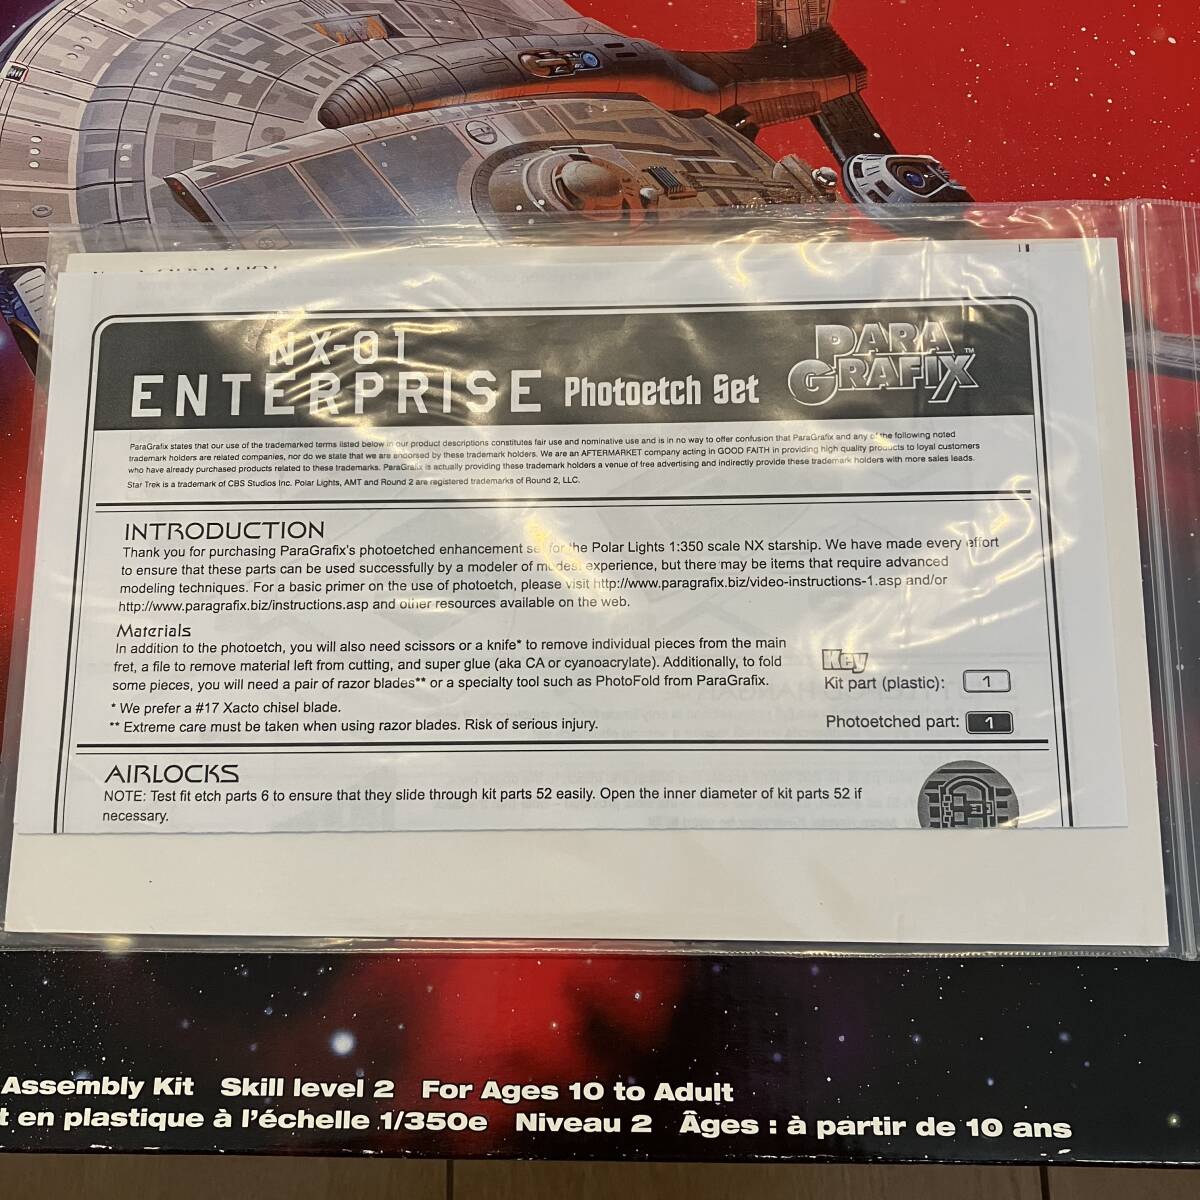 NX-01
ENTERPRISE Photoetch Set
PARA
GRAFIX™
ParaGrafix states that our use of the trademarked terms listed below in our product descriptions constitutes fair use and nominative use and is in no way to offer confusion that ParaGrafix and any of the following noted
trademark holders are related companies, nor do we state that we are endorsed by these trademark holders. We are an AFTERMARKET company acting in GOOD FAITH in providing high quality products to loyal customers
who have already purchased products related to these trademarks. ParaGrafix is actually providing these trademark holders a venue of free advertising and indirectly provide these trademark holders with more sales leads.
Star Trek is a trademark of CBS Studios Inc. Polar Lights, AMT and Round 2 are registered trademarks of Round 2, LLC.
INTRODUCTION
Thank you for purchasing ParaGrafix's photoetched enhancement set for the Polar Lights 1:350 scale NX starship. We have made every effort
to ensure that these parts can be used successfully by a modeler of modest experience, but there may be items that require advanced
modeling techniques. For a basic primer on the use of photoetch, please visit http://www.paragrafix.biz/video-instructions-1.asp and/or
http://www.paragrafix.biz/instructions.asp and other resources available on the web.
Materials
In addition to the photoetch, you will also need scissors or a knife* to remove individual pieces from the main
fret, a file to remove material left from cutting, and super glue (aka CA or cyanoacrylate). Additionally, to fold
some pieces, you will need a pair of razor blades** or a specialty tool such as PhotoFold from ParaGrafix.
* We prefer a #17 Xacto chisel blade.
** Extreme care must be taken when using razor blades. Risk of serious injury.
Key
Kit part (plastic): 1
Photoetched part: 1
AIRLOCKS
NOTE: Test fit etch parts 6 to ensure that they slide through kit parts 52 easily. Open the inner diameter of kit parts 52 if
necessary.
Assembly Kit Skill level 2 For Ages 10 to Adult
t en plastique à l'échelle 1/350e Niveau 2 Âges : à partir de 10 ans